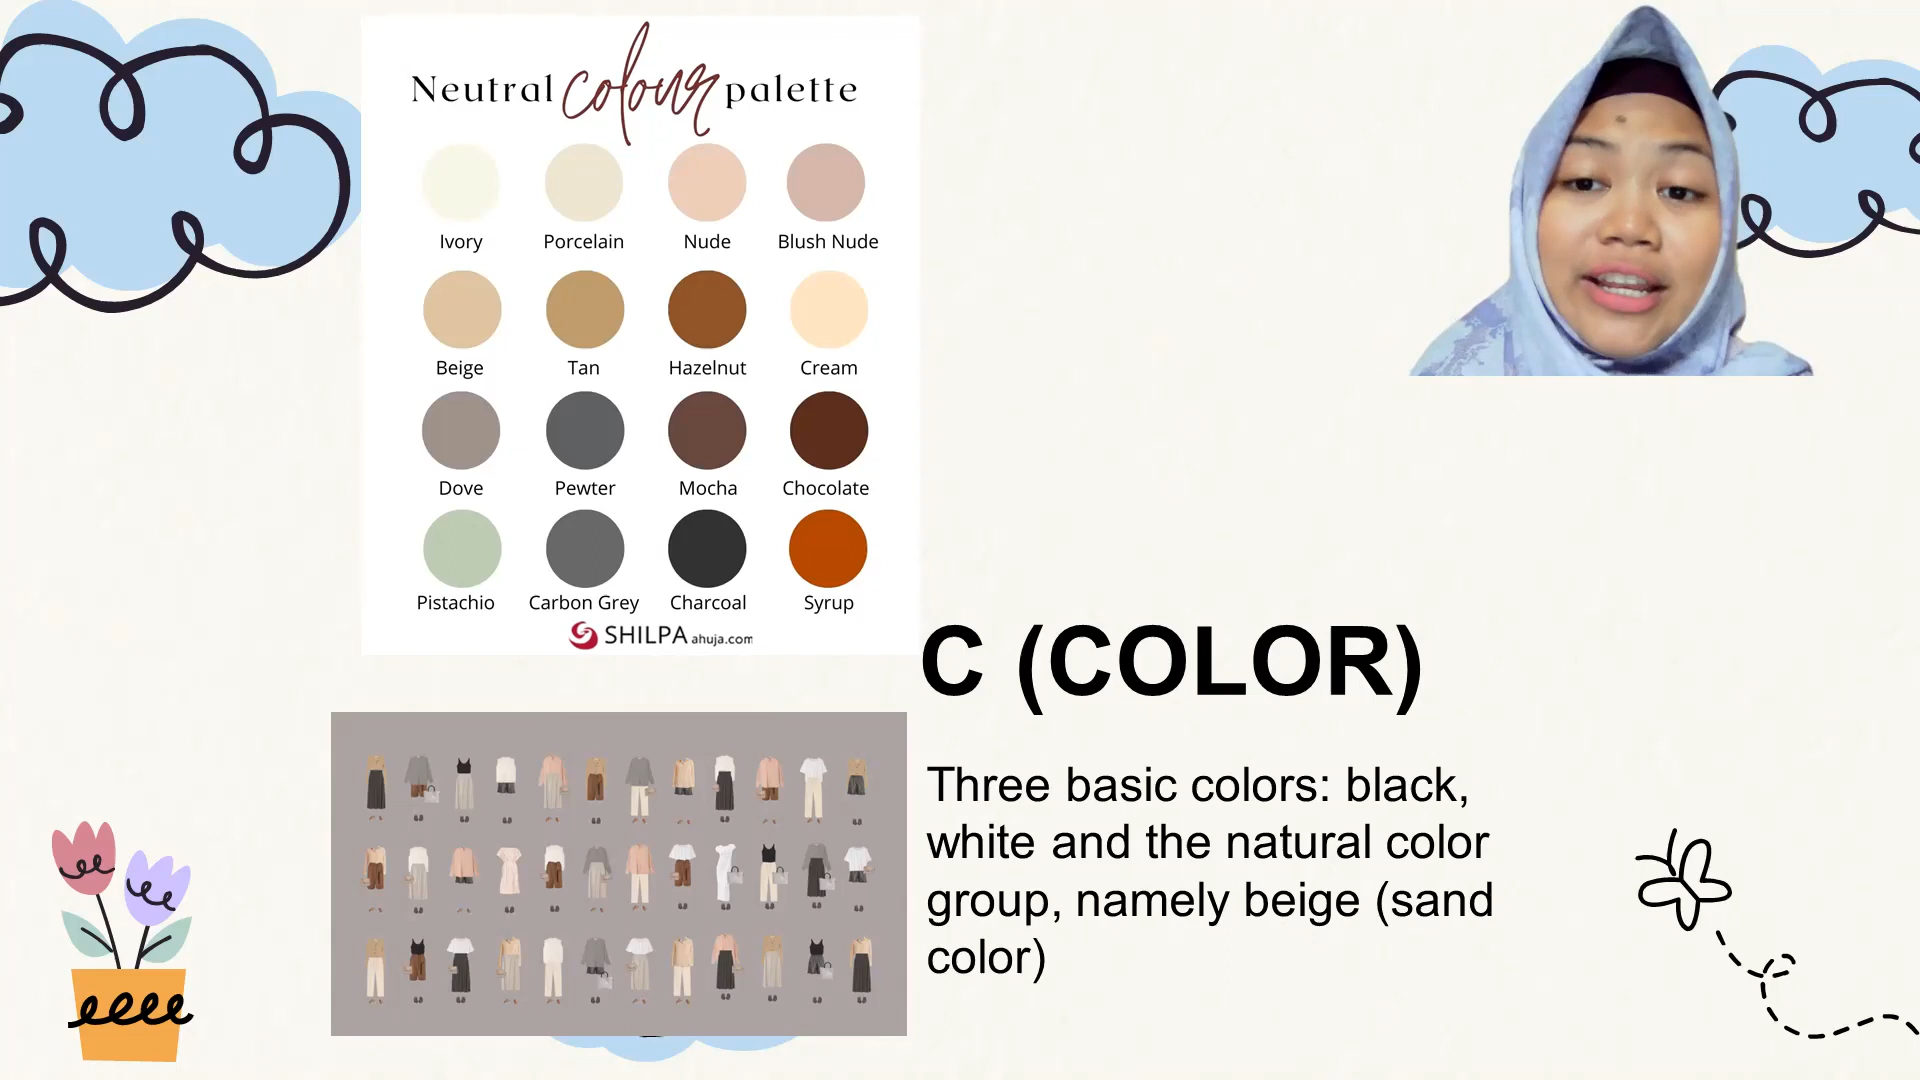 Neutral colour palette
Ivory
Porcelain
Nude
Blush Nude
Beige
Tan
Hazelnut
Cream
Dove
Pewter
Mocha
Chocolate
Pistachio
Carbon Grey
Charcoal
Syrup
SHILPA ahuja.com
C (COLOR)
Three basic colors: black,
white and the natural color
group, namely beige (sand
color)